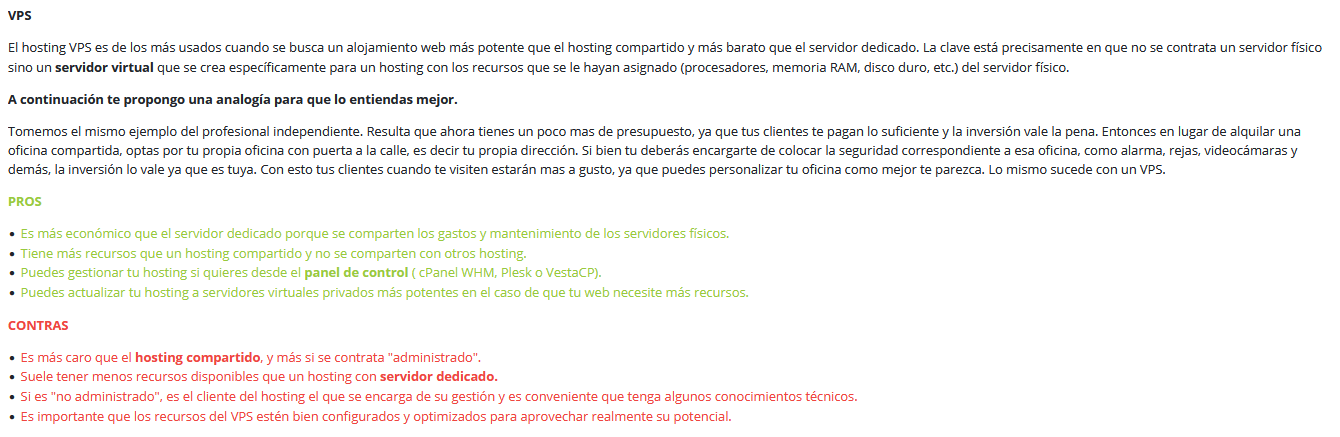 VPS
El hosting VPS es de los más usados cuando se busca un alojamiento web más potente que el hosting compartido y más barato que el servidor dedicado. La clave está precisamente en que no se contrata un servidor físico
sino un servidor virtual que se crea específicamente para un hosting con los recursos que se le hayan asignado (procesadores, memoria RAM, disco duro, etc.) del servidor físico.
A continuación te propongo una analogía para que lo entiendas mejor.
Tomemos el mismo ejemplo del profesional independiente. Resulta que ahora tienes un poco mas de presupuesto, ya que tus clientes te pagan lo suficiente y la inversión vale la pena. Entonces en lugar de alquilar una
oficina compartida, optas por tu propia oficina con puerta a la calle, es decir tu propia dirección. Si bien tu deberás encargarte de colocar la seguridad correspondiente a esa oficina, como alarma, rejas, videocámaras y
demás, la inversión lo vale ya que es tuya. Con esto tus clientes cuando te visiten estarán mas a gusto, ya que puedes personalizar tu oficina como mejor te parezca. Lo mismo sucede con un VPS.
PROS
• Es más económico que el servidor dedicado porque se comparten los gastos y mantenimiento de los servidores físicos.
• Tiene más recursos que un hosting compartido y no se comparten con otros hosting.
• Puedes gestionar tu hosting si quieres desde el panel de control ( cPanel WHM, Plesk o VestaCP).
• Puedes actualizar tu hosting a servidores virtuales privados más potentes en el caso de que tu web necesite más recursos.
CONTRAS
• Es más caro que el hosting compartido, y más si se contrata "administrado".
• Suele tener menos recursos disponibles que un hosting con servidor dedicado.
• Si es "no administrado", es el cliente del hosting el que se encarga de su gestión y es conveniente que tenga algunos conocimientos técnicos.
• Es importante que los recursos del VPS estén bien configurados y optimizados para aprovechar realmente su potencial.